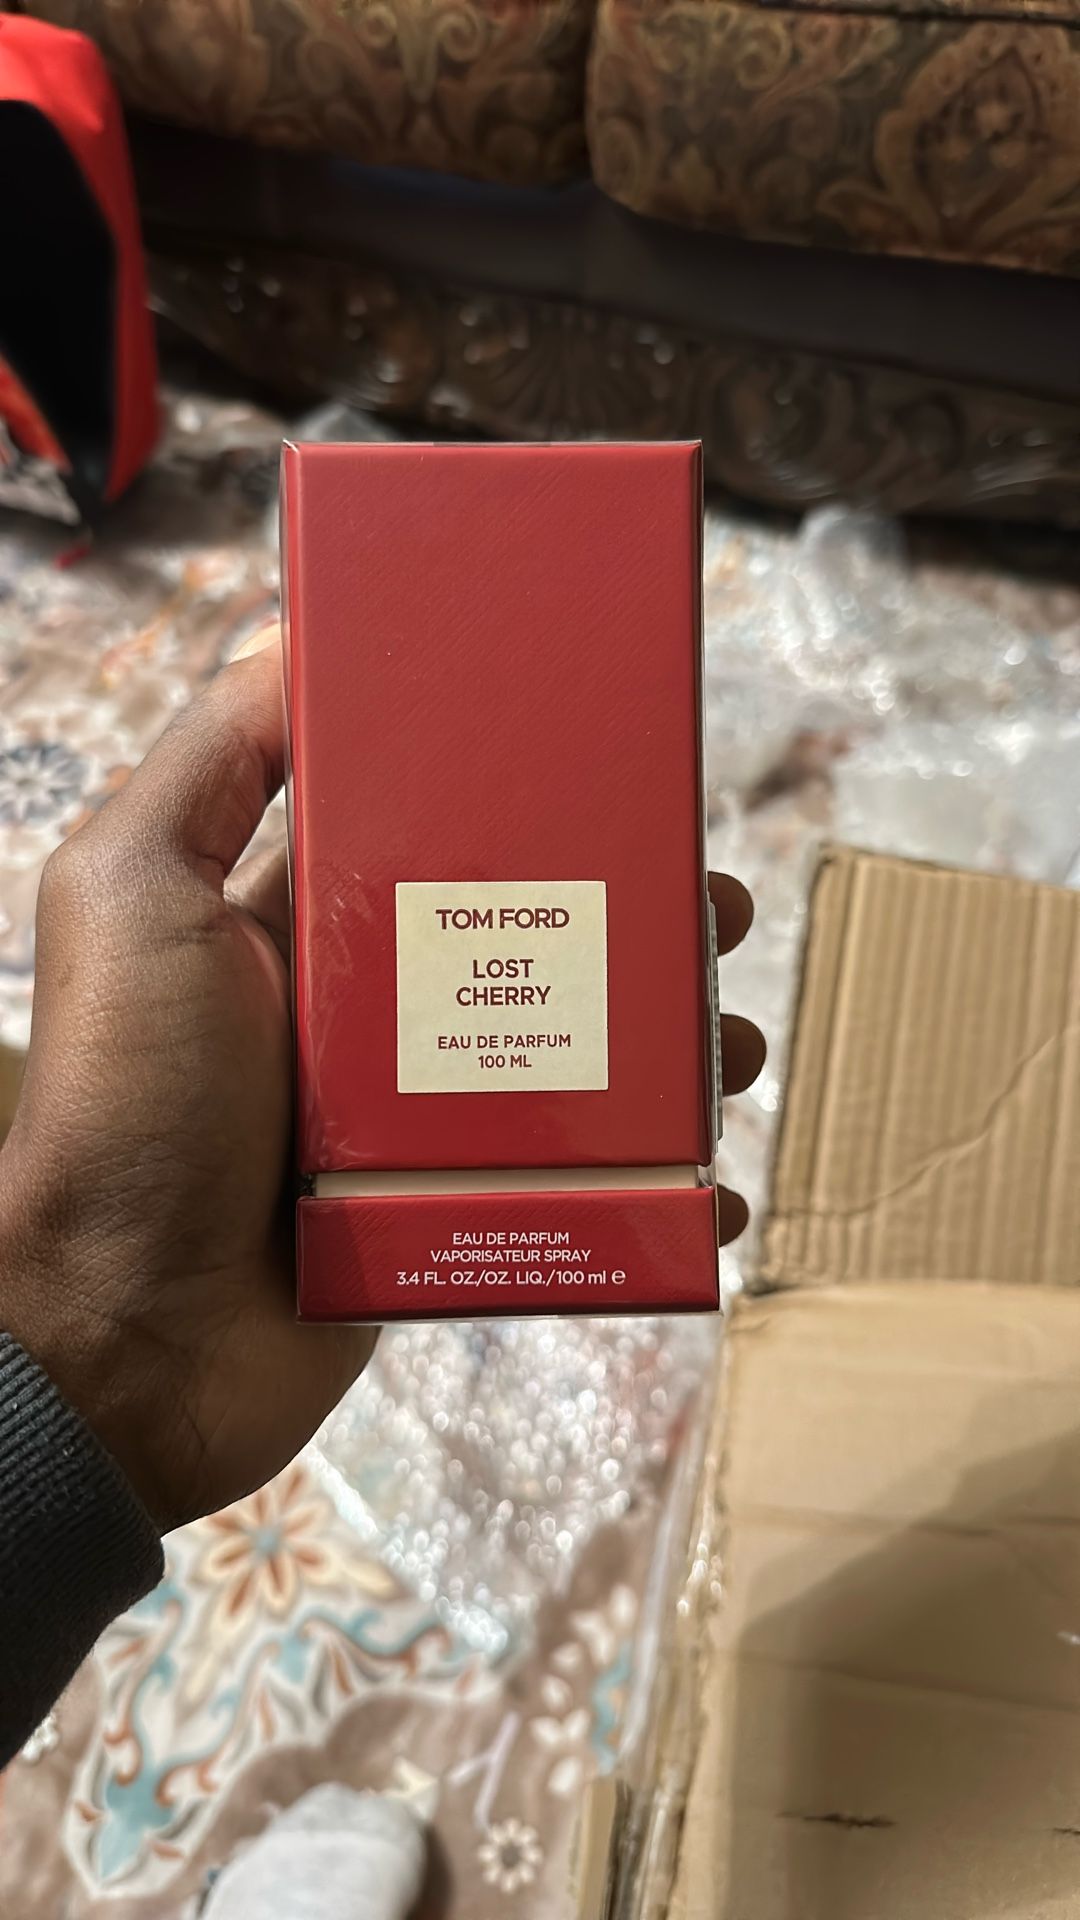 TOM FORD
LOST
CHERRY
EAU DE PARFUM
100 ML
EAU DE PARFUM
VAPORISATEUR SPRAY
3.4 FL. OZ./OZ. LIQ./100 ml ℮